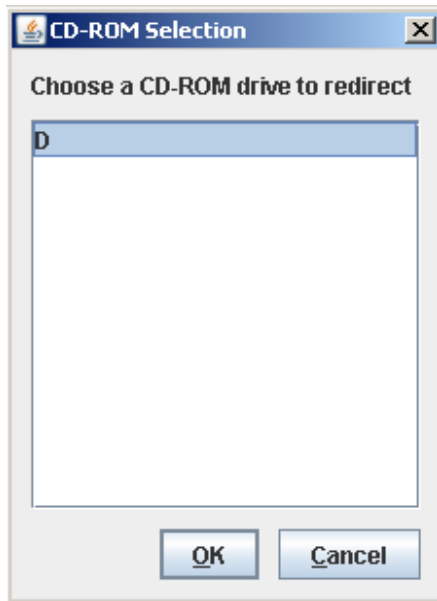 CD-ROM Selection
Choose a CD-ROM drive to redirect
D
OK
Cancel